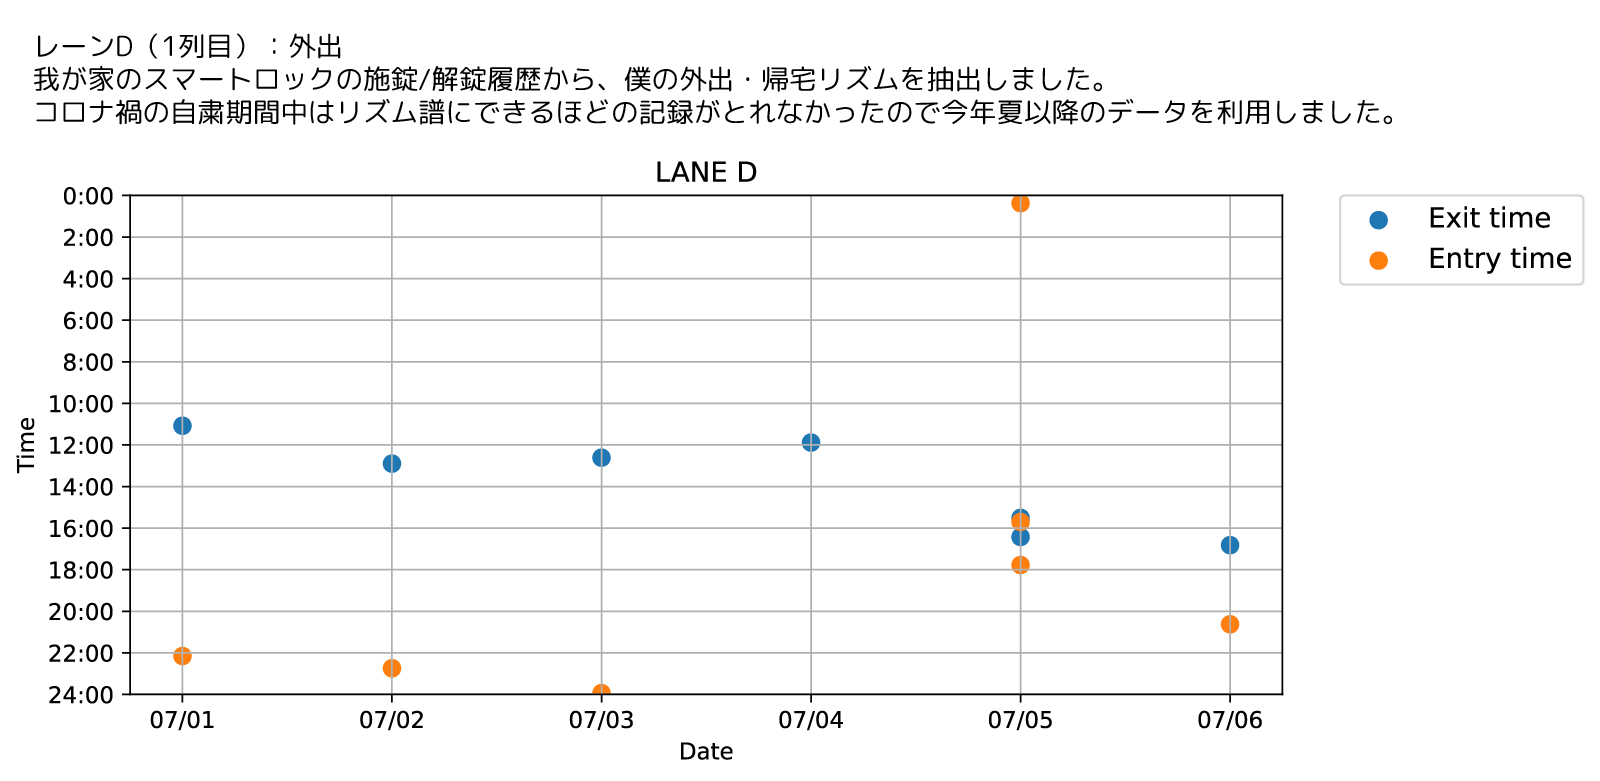 レーンD（1列目）：外出
我が家のスマートロックの施錠/解錠履歴から、僕の外出・帰宅リズムを抽出しました。
コロナ禍の自粛期間中はリズム譜にできるほどの記録がとれなかったので今年夏以降のデータを利用しました。
LANE D
Exit time
Entry time
Time
0:00
2:00
4:00
6:00
8:00
10:00
12:00
14:00
16:00
18:00
20:00
22:00
24:00
07/01 07/02 07/03 07/04 07/05 07/06
Date